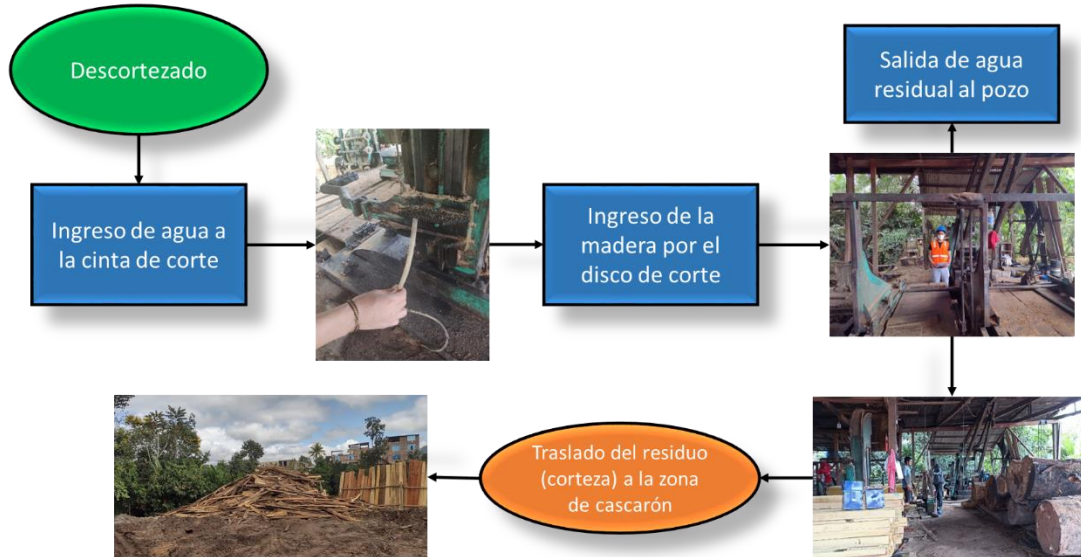 Descortezado
Salida de agua
residual al pozo
Ingreso de agua a
la cinta de corte
Ingreso de la
madera por el
disco de corte
Traslado del residuo
(corteza) a la zona
de cascarón